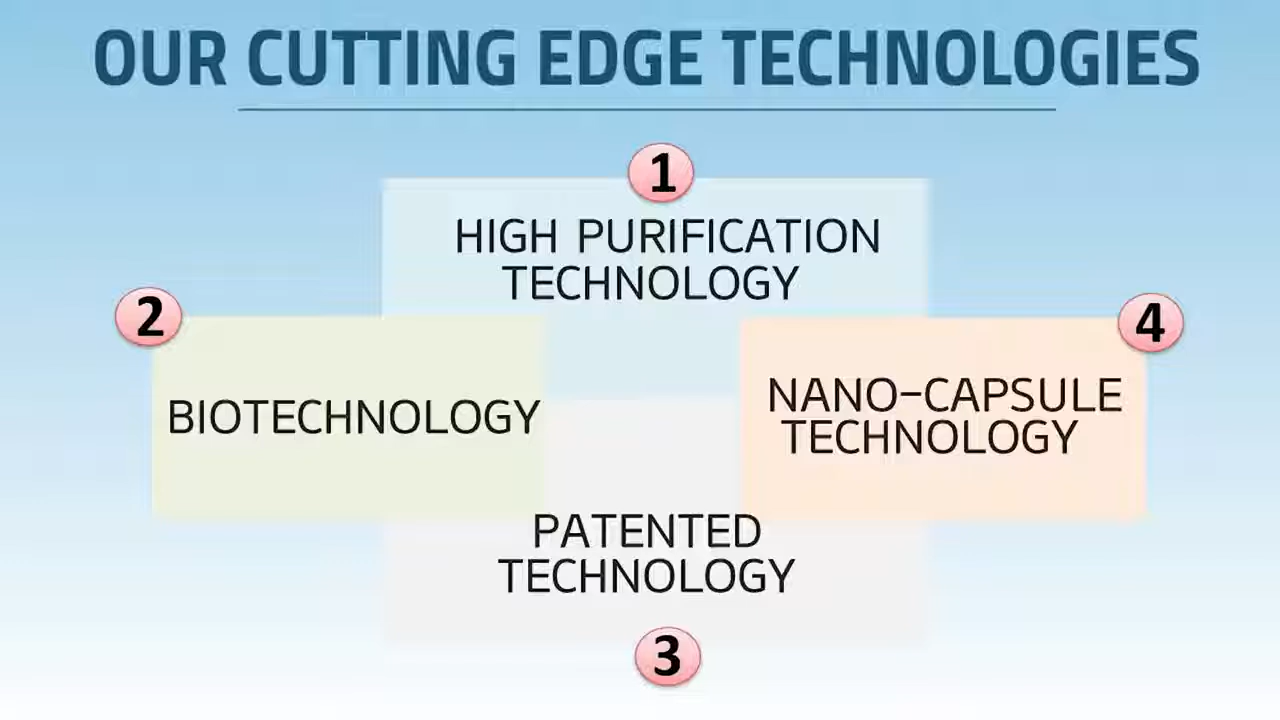 OUR CUTTING EDGE TECHNOLOGIES
1
HIGH PURIFICATION
TECHNOLOGY
2
BIOTECHNOLOGY
4
NANO-CAPSULE
TECHNOLOGY
PATENTED
TECHNOLOGY
3